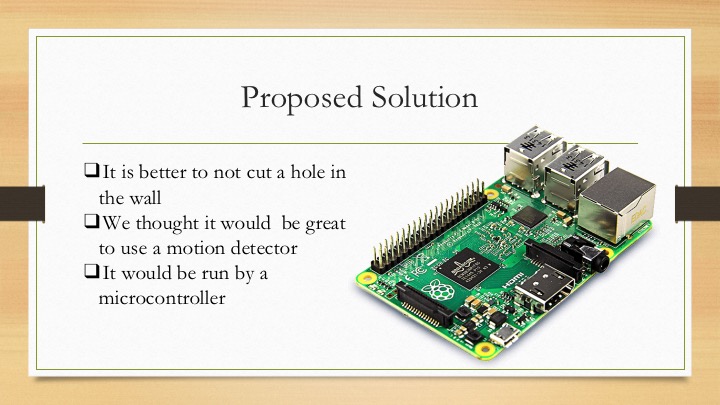 Proposed Solution
❑It is better to not cut a hole in
the wall
❑We thought it would  be great
to use a motion detector
❑It would be run by a
microcontroller
HDMI